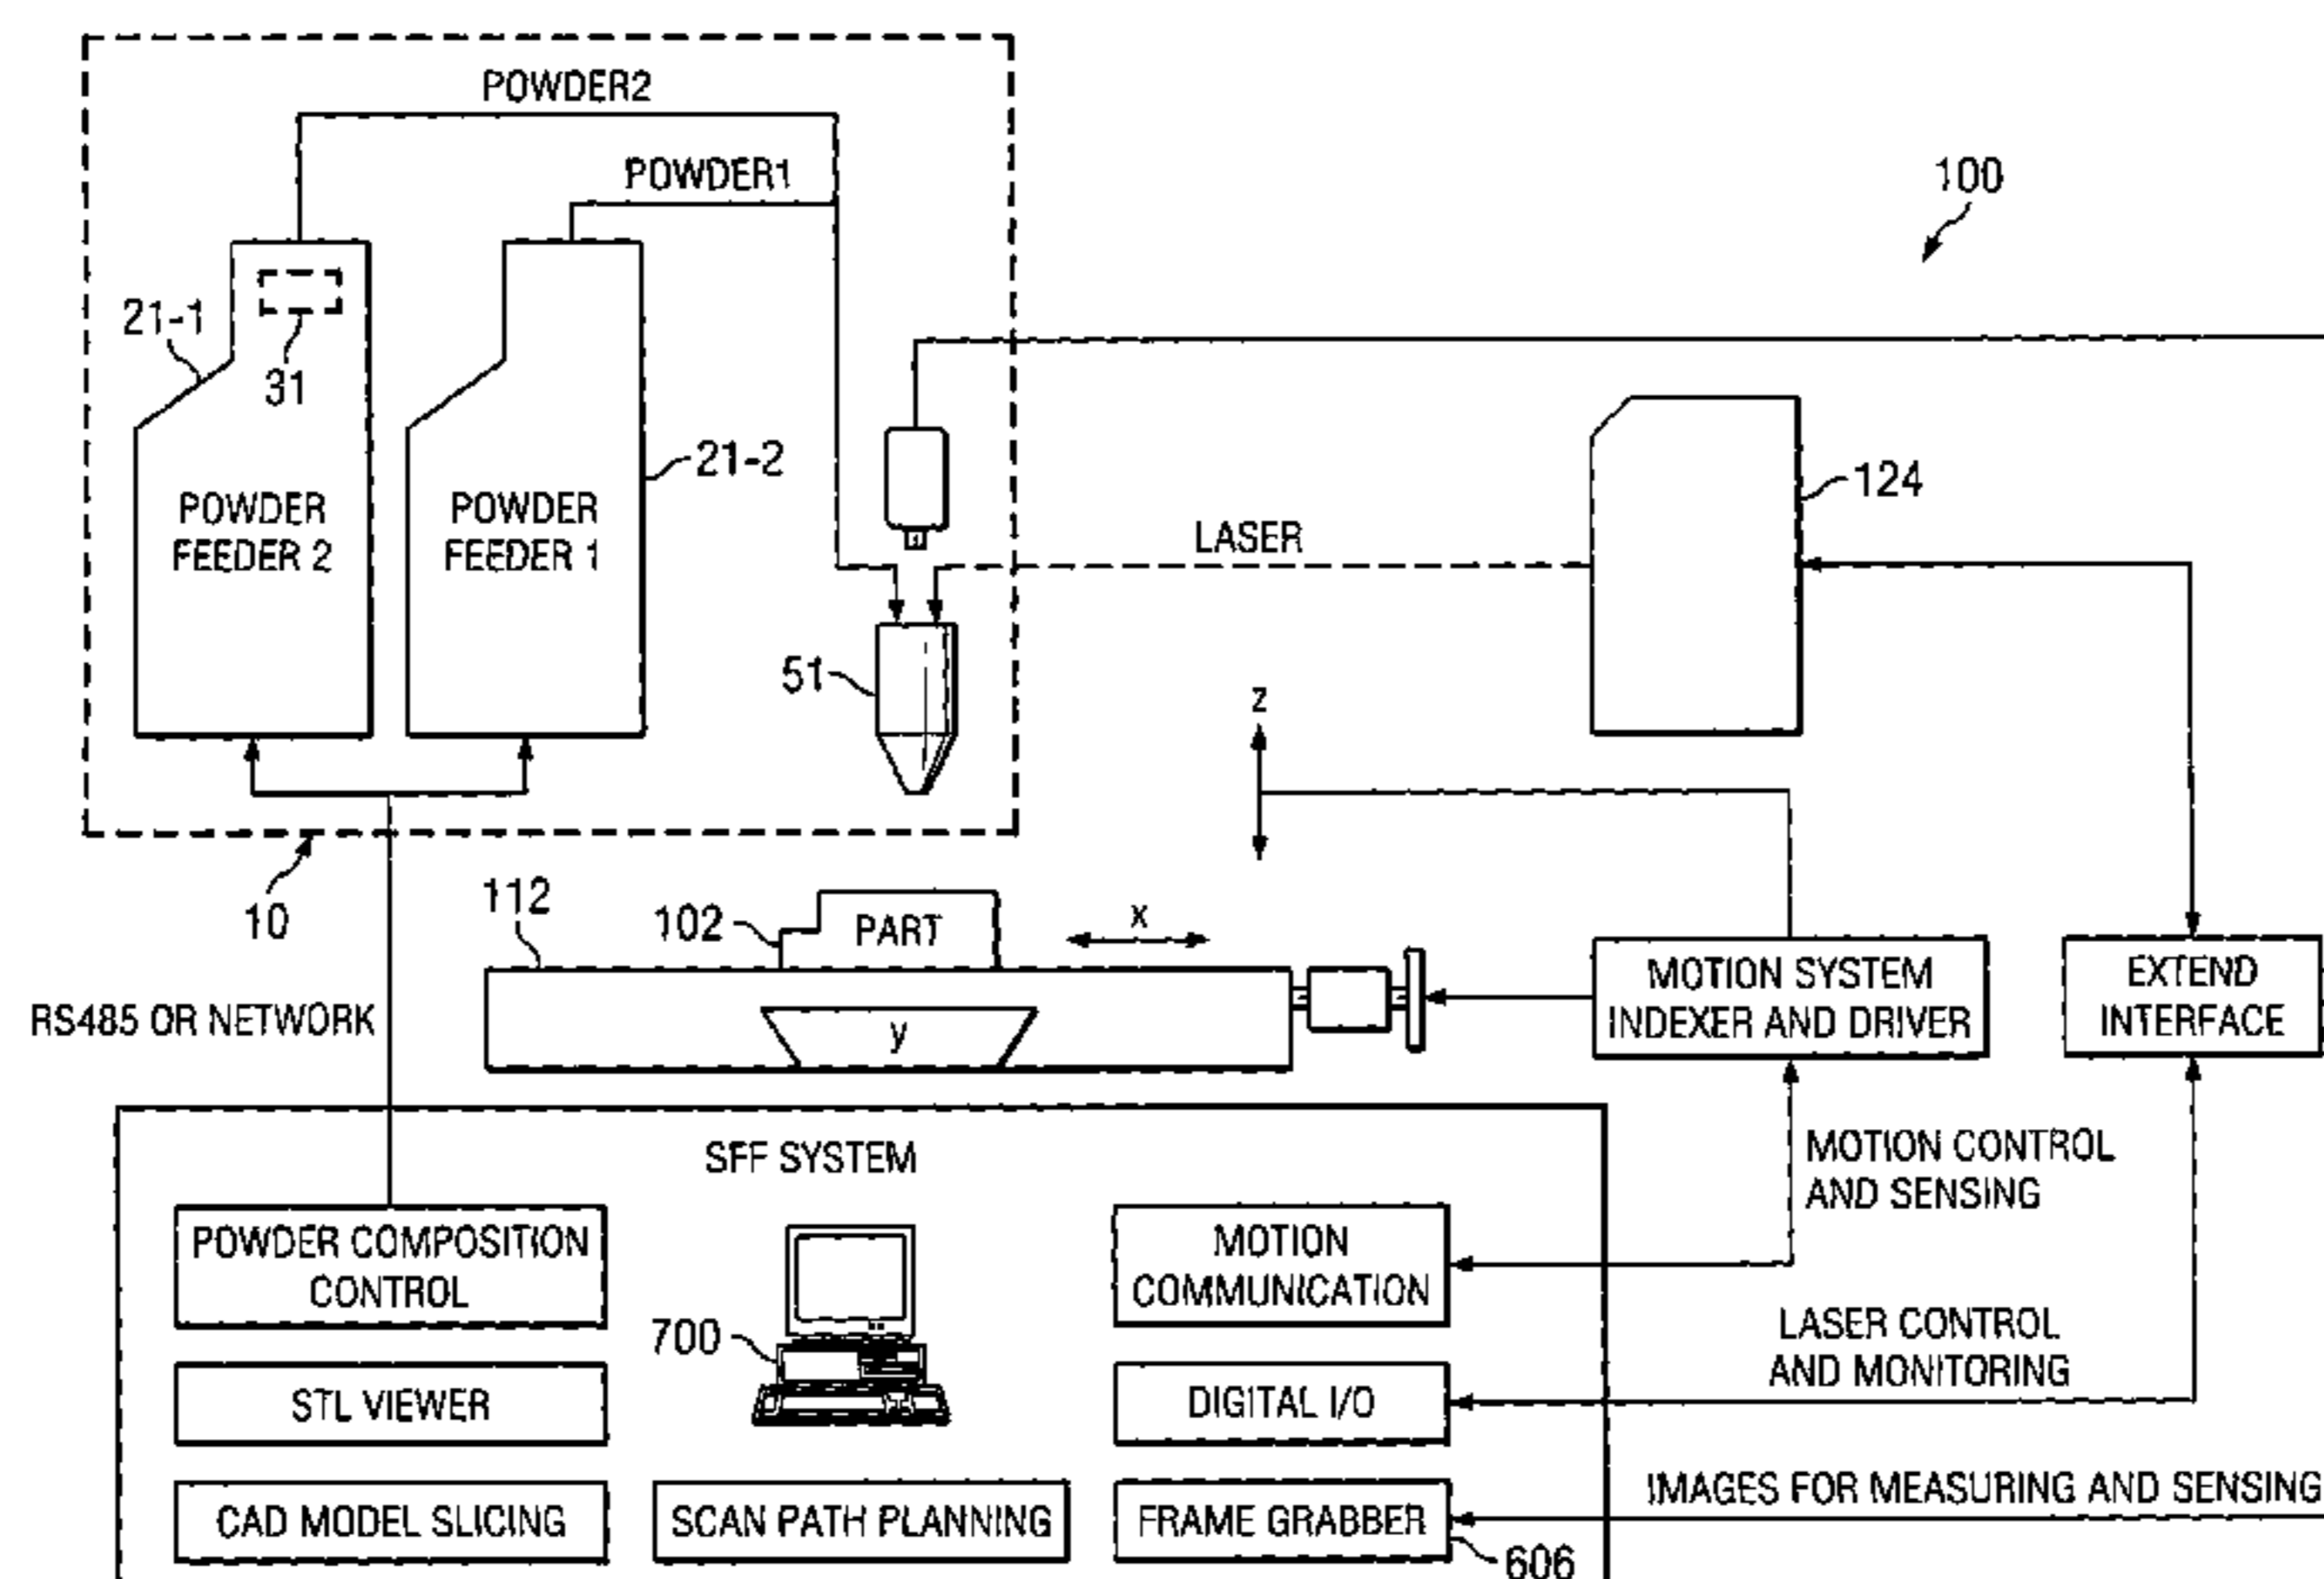 POWDER2
POWDER1
100
21-1
31
21-2
POWDER
FEEDER 2
POWDER
FEEDER 1
LASER
124
51
z
10
112
102
PART
x
y
RS485 OR NETWORK
MOTION SYSTEM
INDEXER AND DRIVER
EXTEND
INTERFACE
SFF SYSTEM
MOTION CONTROL
AND SENSING
POWDER COMPOSITION
CONTROL
MOTION
COMMUNICATION
700
LASER CONTROL
AND MONITORING
STL VIEWER
DIGITAL I/O
IMAGES FOR MEASURING AND SENSING
CAD MODEL SLICING
SCAN PATH PLANNING
FRAME GRABBER
606